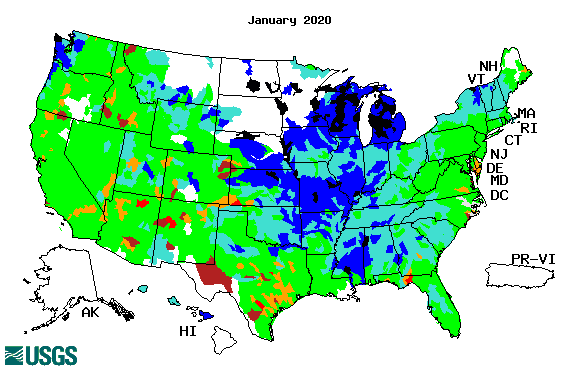 January 2020
NH
VT
MA
RI
CT
NJ
DE
MD
DC
PR-VI
AK
HI
USGS